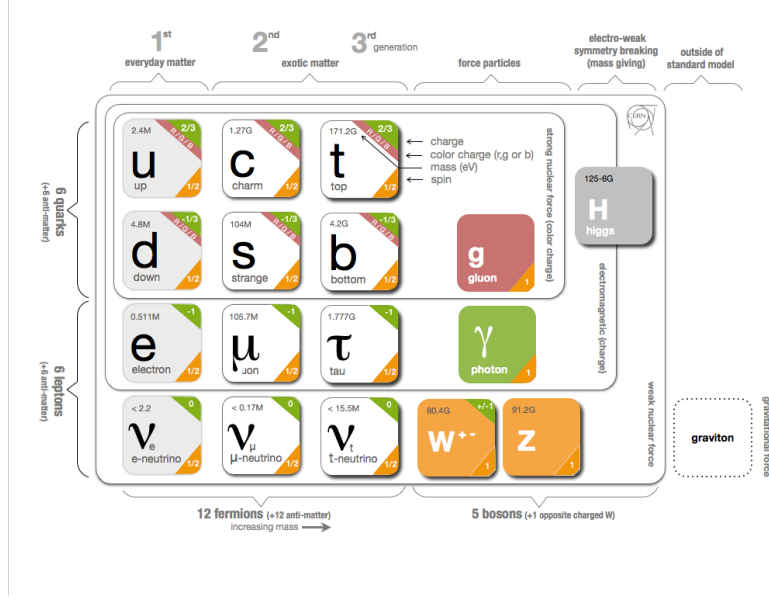 1st
2nd
3rd
generation
everyday matter
exotic matter
force particles
electro-weak
symmetry breaking
(mass giving)
outside of
standard model
CERN
6 quarks
(+6 anti-matter)
2.4M
2/3
R/G/B
u
up
1/2
1.27G
2/3
R/G/B
c
charm
1/2
171.2G
2/3
R/G/B
t
top
1/2
charge
color charge (r,g or b)
mass (eV)
spin
strong nuclear force (color charge)
125-6G
H
higgs
4.8M
-1/3
R/G/B
d
down
1/2
104M
-1/3
R/G/B
s
strange
1/2
4.2G
-1/3
R/G/B
b
bottom
1/2
g
gluon
1
electromagnetic (charge)
6 leptons
(+6 anti-matter)
0.511M
-1
e
electron
1/2
105.7M
-1
μ
uon
1/2
1.777G
-1
τ
tau
1/2
γ
photon
1
weak nuclear force
< 2.2
0
νe
e-neutrino
1/2
< 0.17M
0
νμ
μ-neutrino
1/2
< 15.5M
0
νt
t-neutrino
1/2
80.4G
+/-1
W+-
1
91.2G
Z
1
graviton
gravitational force
12 fermions (+12 anti-matter)
increasing mass
5 bosons (+1 opposite charged W)